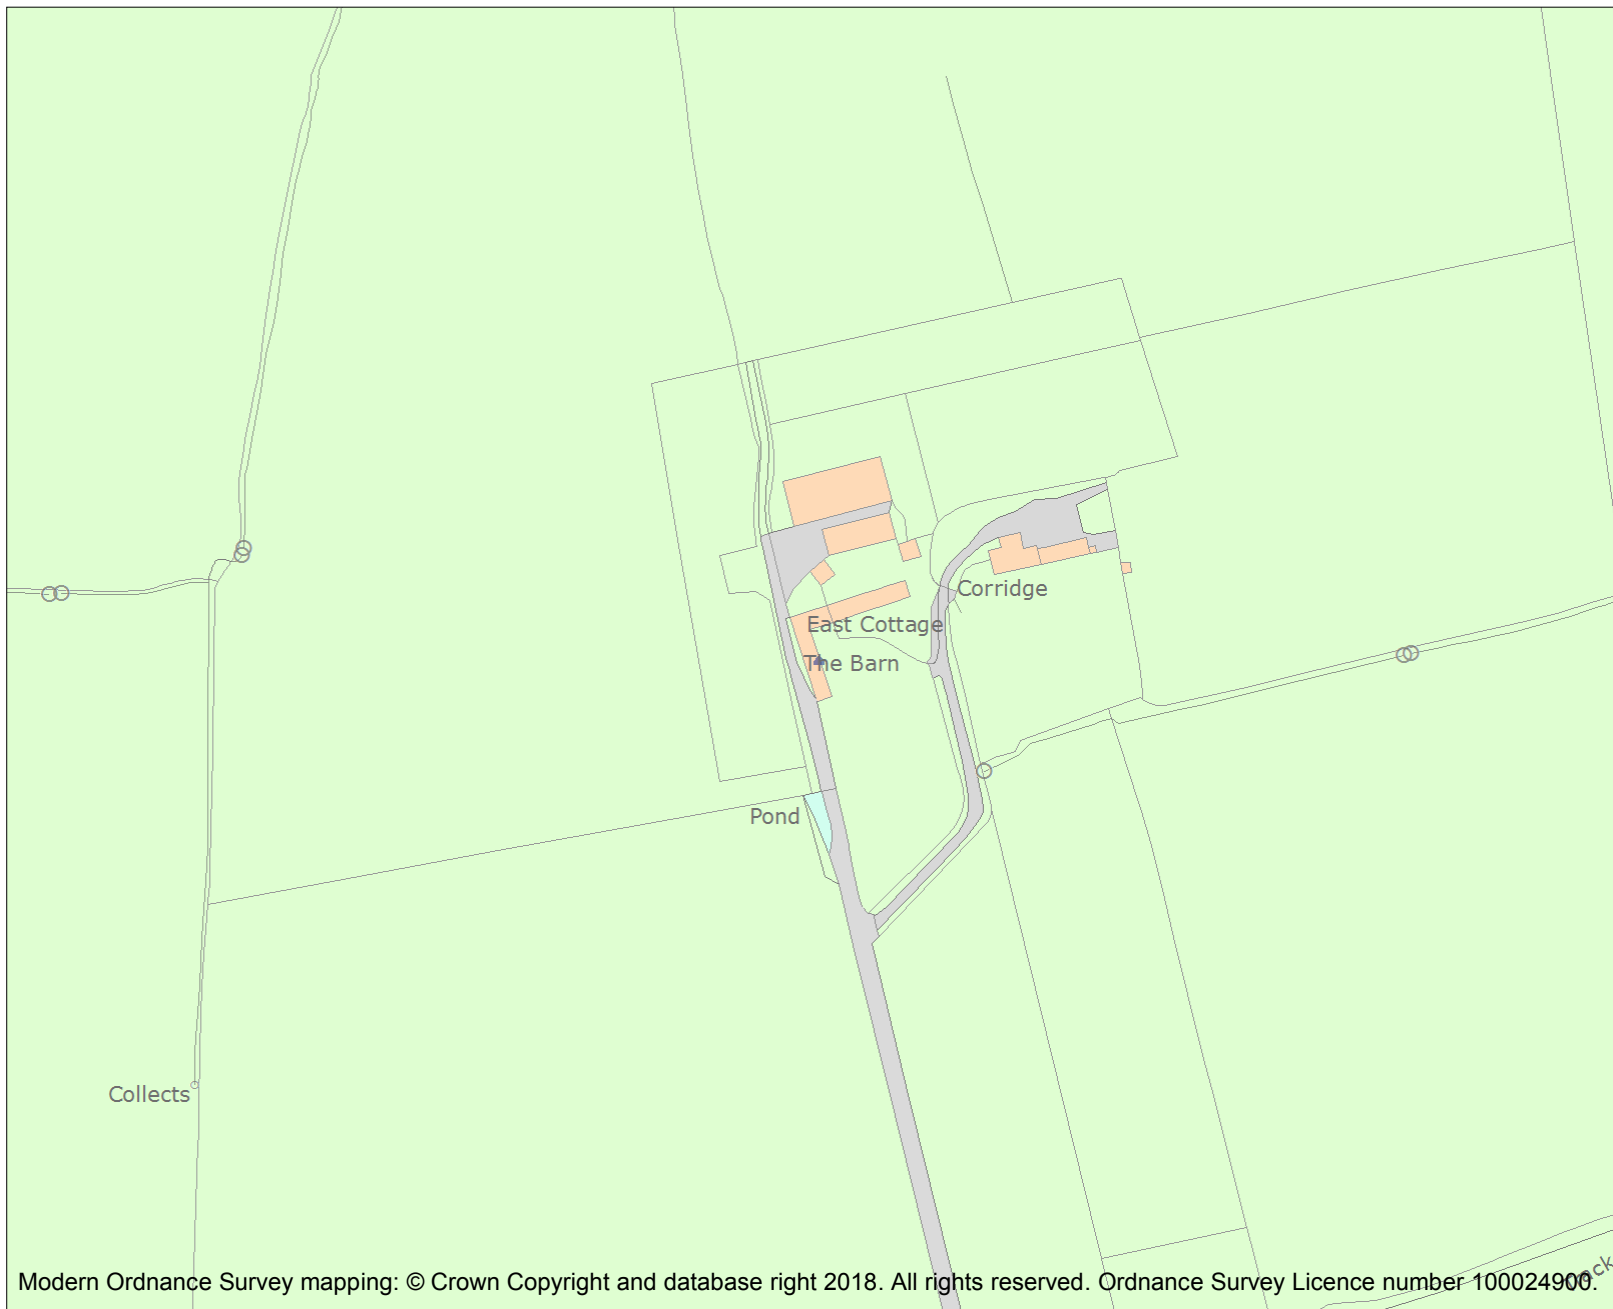 Corridge
East Cottage
The Barn
Pond
Collects
Track
Modern Ordnance Survey mapping: © Crown Copyright and database right 2018. All rights reserved. Ordnance Survey Licence number 100024900.